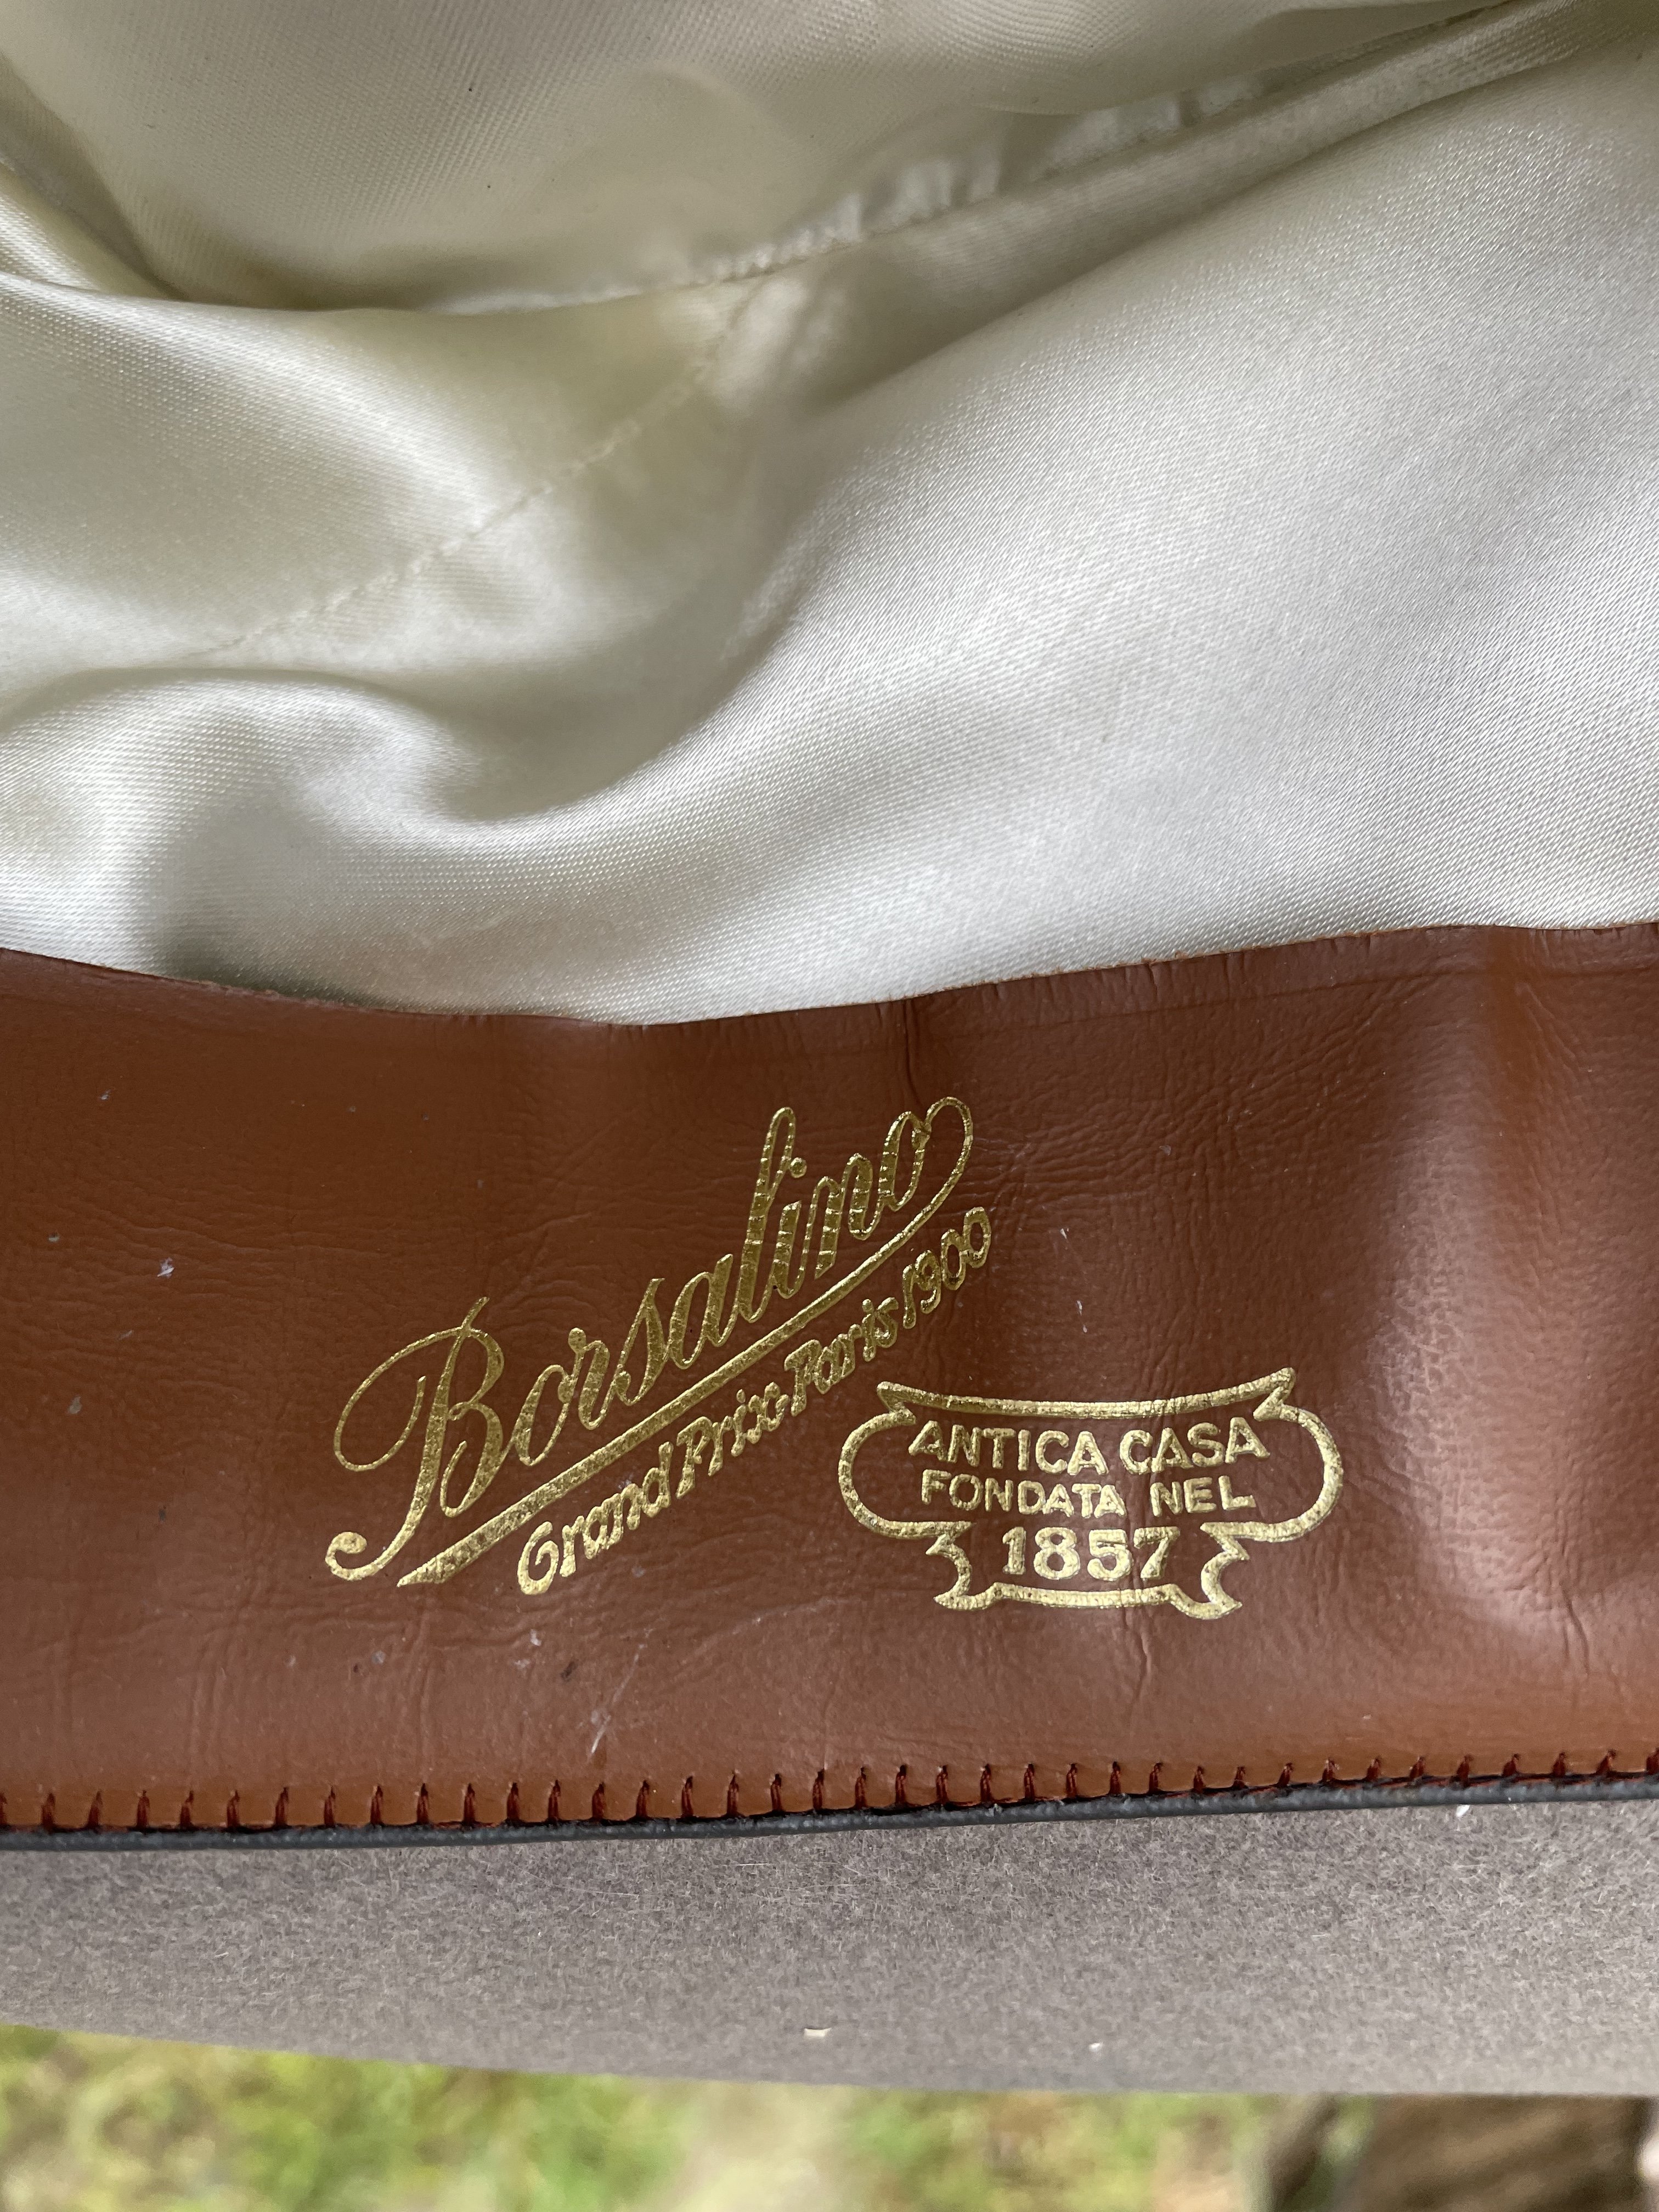 Borsalino
Grand Prix Paris 1900
ANTICA CASA
FONDATA NEL
1857